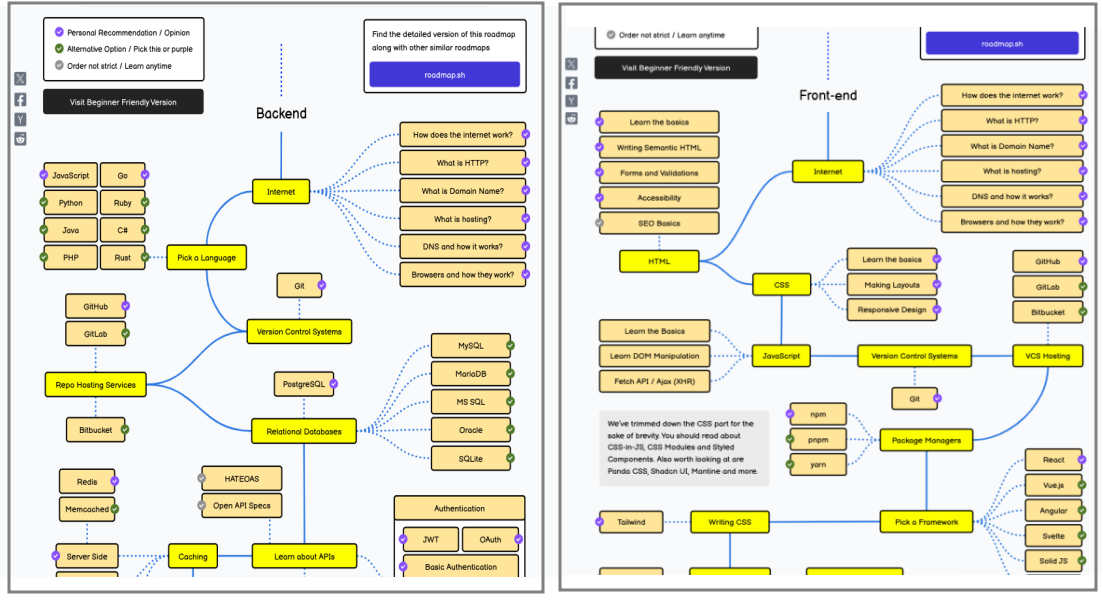 Personal Recommendation / Opinion
Alternative Option / Pick this or purple
Order not strict / Learn anytime
Visit Beginner Friendly Version
Find the detailed version of this roadmap
along with other similar roadmaps
roadmap.sh
Backend
Internet
How does the internet work?
What is HTTP?
What is Domain Name?
What is hosting?
DNS and how it works?
Browsers and how they work?
JavaScript
Go
Python
Ruby
Java
C#
PHP
Rust
Pick a Language
Git
GitHub
GitLab
Version Control Systems
Repo Hosting Services
Bitbucket
PostgreSQL
Relational Databases
MySQL
MariaDB
MS SQL
Oracle
SQLite
Redis
Memcached
HATEOAS
Open API Specs
Authentication
JWT
OAuth
Basic Authentication
Server Side
Caching
Learn about APIs
Order not strict / Learn anytime
Visit Beginner Friendly Version
roadmap.sh
Front-end
Internet
How does the internet work?
What is HTTP?
What is Domain Name?
What is hosting?
DNS and how it works?
Browsers and how they work?
Learn the basics
Writing Semantic HTML
Forms and Validations
Accessibility
SEO Basics
HTML
CSS
Learn the basics
Making Layouts
Responsive Design
GitHub
GitLab
Bitbucket
Learn the Basics
Learn DOM Manipulation
Fetch API / Ajax (XHR)
JavaScript
Version Control Systems
VCS Hosting
Git
We've trimmed down the CSS part for the
sake of brevity. You should read about
CSS-in-JS, CSS Modules and Styled
Components. Also worth looking at are
Panda CSS, Shadcn UI, Mantine and more.
npm
pnpm
yarn
Package Managers
React
Vue.js
Angular
Svelte
Solid JS
Tailwind
Writing CSS
Pick a Framework